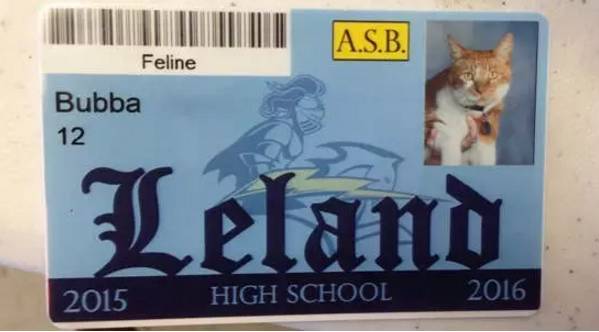 A.S.B.
Feline
Bubba
12
Leland
2015 HIGH SCHOOL 2016